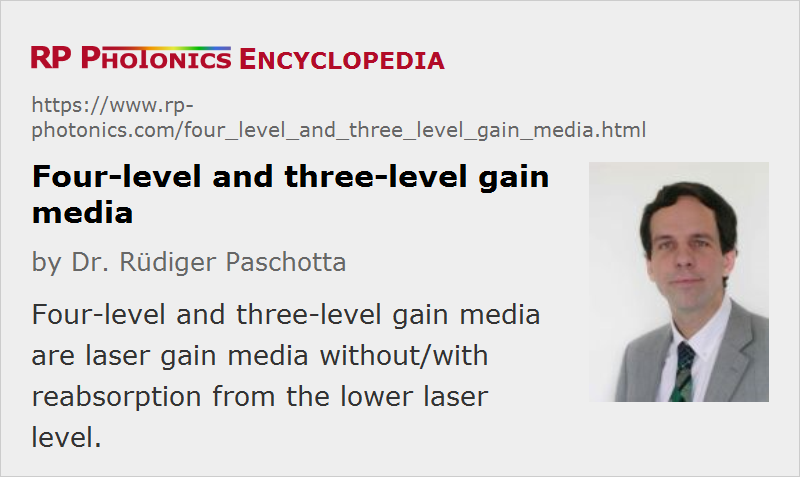 RP PHOTONICS ENCYCLOPEDIA
https://www.rp-
photonics.com/four_level_and_three_level_gain_media.html
Four-level and three-level gain
media
by Dr. Rüdiger Paschotta
Four-level and three-level gain media
are laser gain media without/with
reabsorption from the lower laser
level.